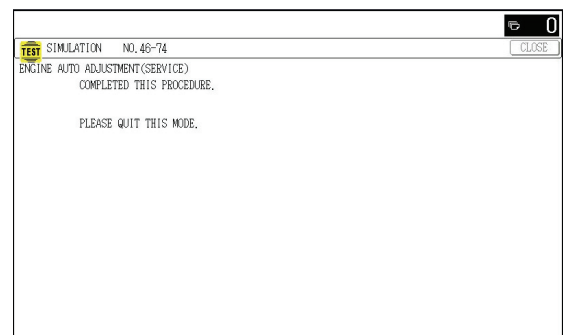 0
TEST SIMULATION NO.46-74 CLOSE
ENGINE AUTO ADJUSTMENT(SERVICE)
COMPLETED THIS PROCEDURE.
PLEASE QUIT THIS MODE.